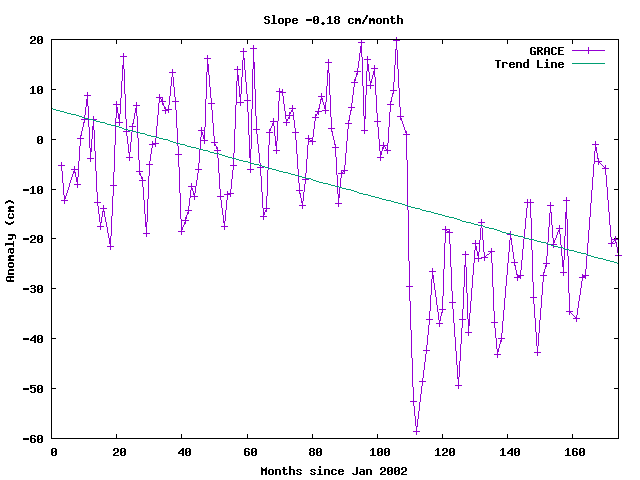 Slope -0.18 cm/month
GRACE
Trend Line
20
10
0
-10
-20
-30
-40
-50
-60
Anomaly (cm)
0 20 40 60 80 100 120 140 160
Months since Jan 2002